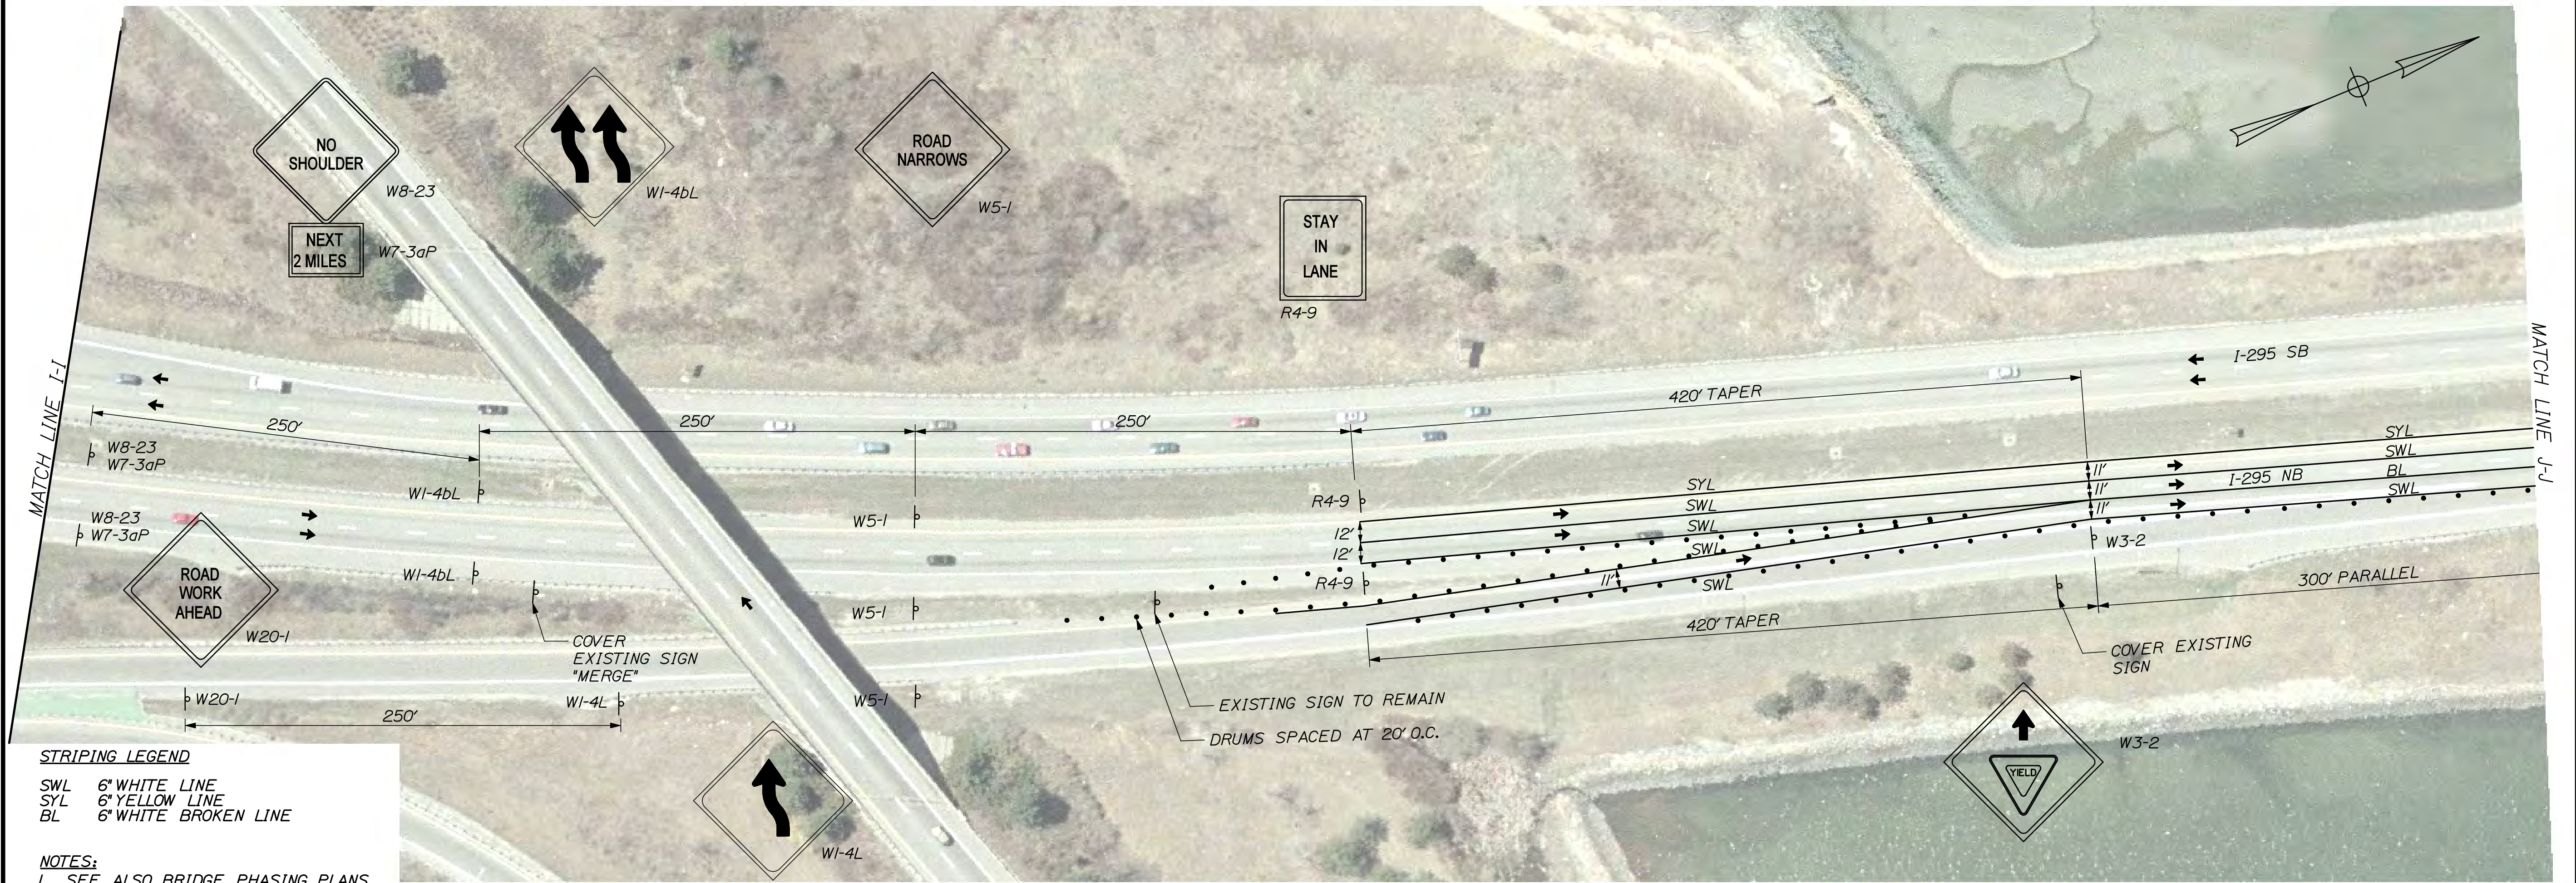 NO
SHOULDER
W8-23
NEXT
2 MILES
W7-3aP
W1-4bL
ROAD
NARROWS
W5-1
STAY
IN
LANE
R4-9
I-295 SB
MATCH LINE I-I
MATCH LINE J-J
250'
250'
250'
420' TAPER
W8-23
W7-3aP
W1-4bL
W5-1
R4-9
SYL
SWL
BL
SWL
I-295 NB
SYL
SWL
SWL
SWL
SWL
11'
11'
11'
11'
12'
12'
W8-23
W7-3aP
W1-4bL
W5-1
R4-9
W3-2
300' PARALLEL
420' TAPER
ROAD
WORK
AHEAD
W20-1
COVER
EXISTING SIGN
"MERGE"
W20-1
W1-4L
250'
W5-1
EXISTING SIGN TO REMAIN
DRUMS SPACED AT 20' O.C.
COVER EXISTING
SIGN
YIELD
W3-2
W1-4L
STRIPING LEGEND
SWL 6" WHITE LINE
SYL 6" YELLOW LINE
BL 6" WHITE BROKEN LINE
NOTES:
1. SEE ALSO BRIDGE PHASING PLANS